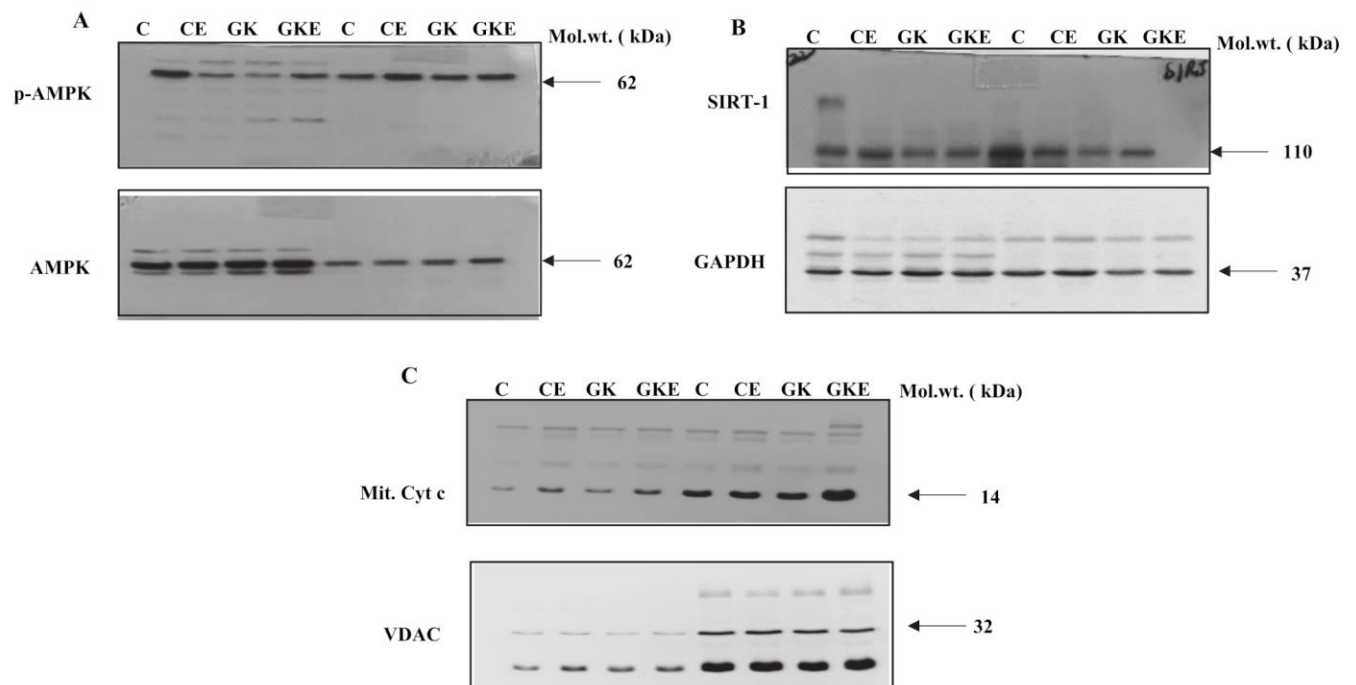 A
C CE GK GKE C CE GK GKE Mol.wt. ( kDa)
p-AMPK
62
AMPK
62
B
C CE GK GKE C CE GK GKE Mol.wt. ( kDa)
SIRT-1
110
GAPDH
37
C
C CE GK GKE C CE GK GKE Mol.wt. ( kDa)
Mit. Cyt c
14
VDAC
32